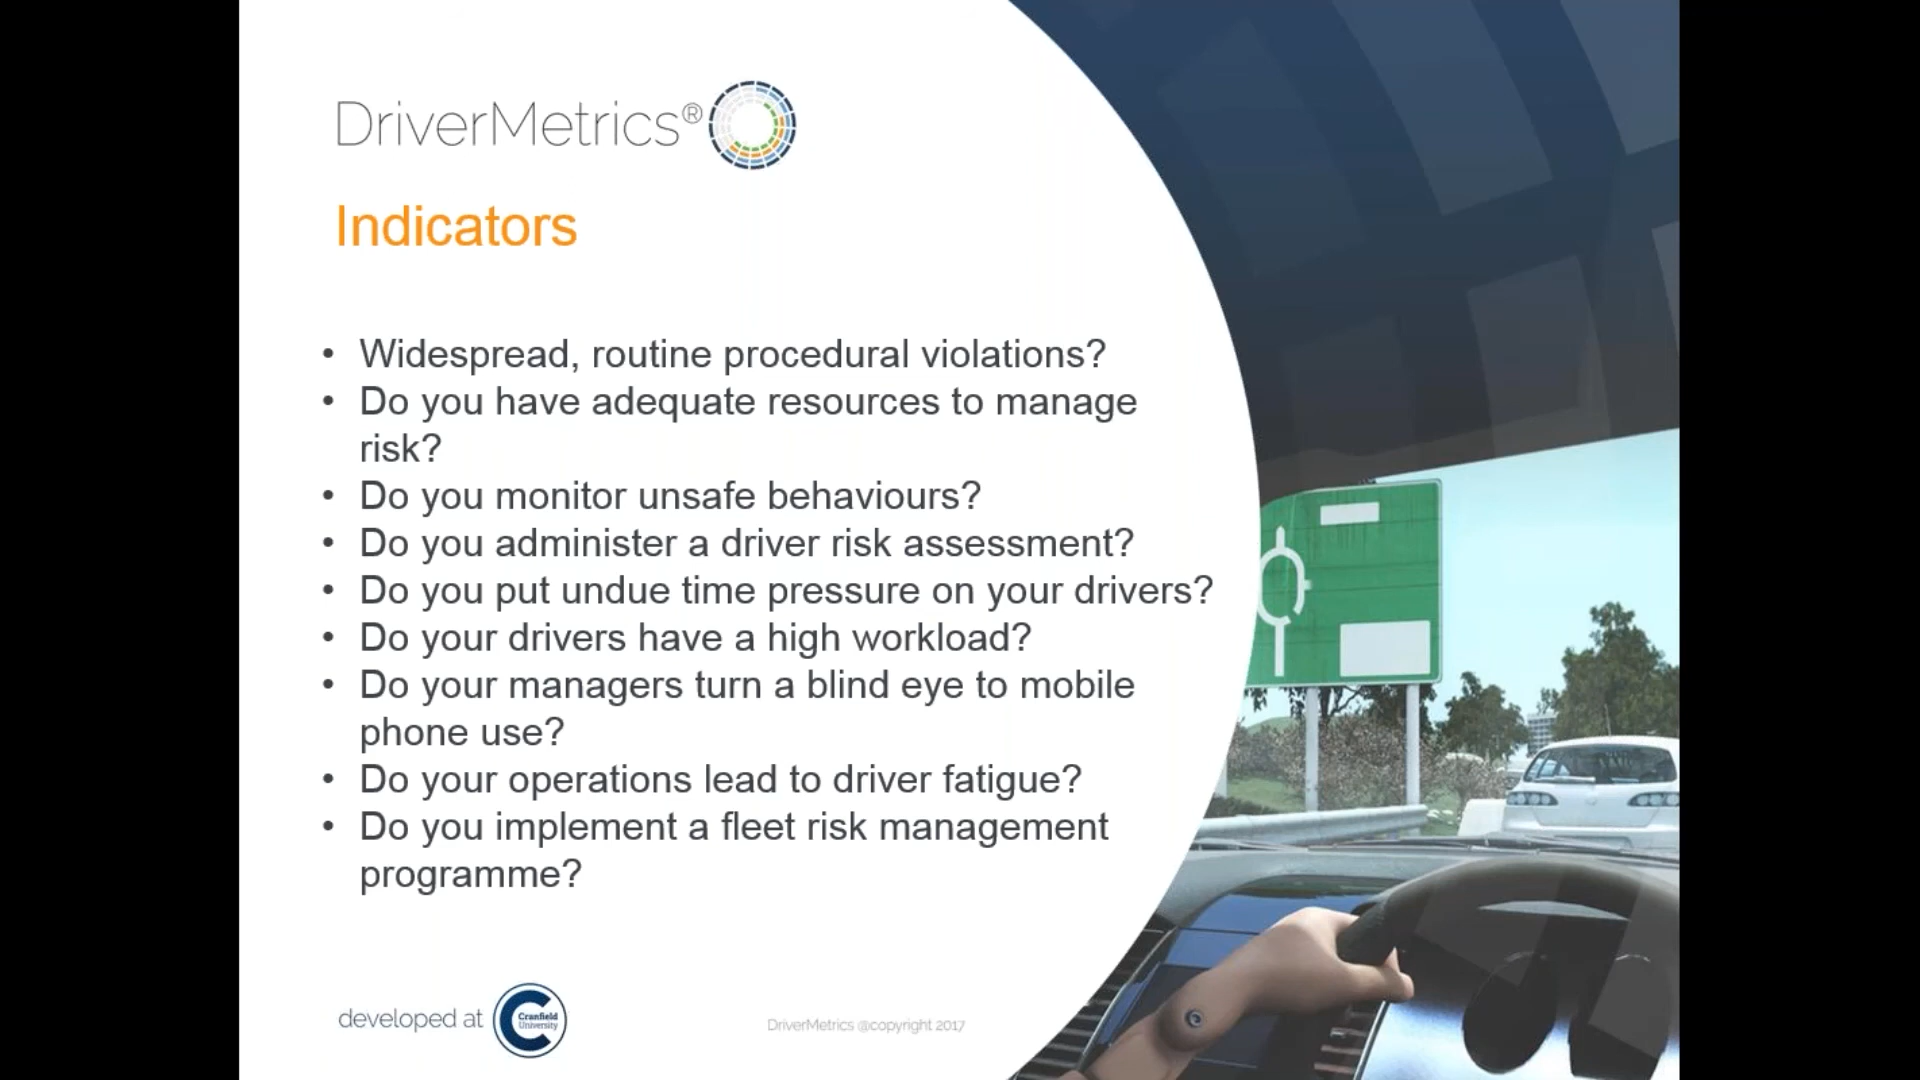 DriverMetrics®
Indicators
• Widespread, routine procedural violations?
• Do you have adequate resources to manage
risk?
• Do you monitor unsafe behaviours?
• Do you administer a driver risk assessment?
• Do you put undue time pressure on your drivers?
• Do your drivers have a high workload?
• Do your managers turn a blind eye to mobile
phone use?
• Do your operations lead to driver fatigue?
• Do you implement a fleet risk management
programme?
developed at
Cranfield
University
DriverMetrics @copyright 2017